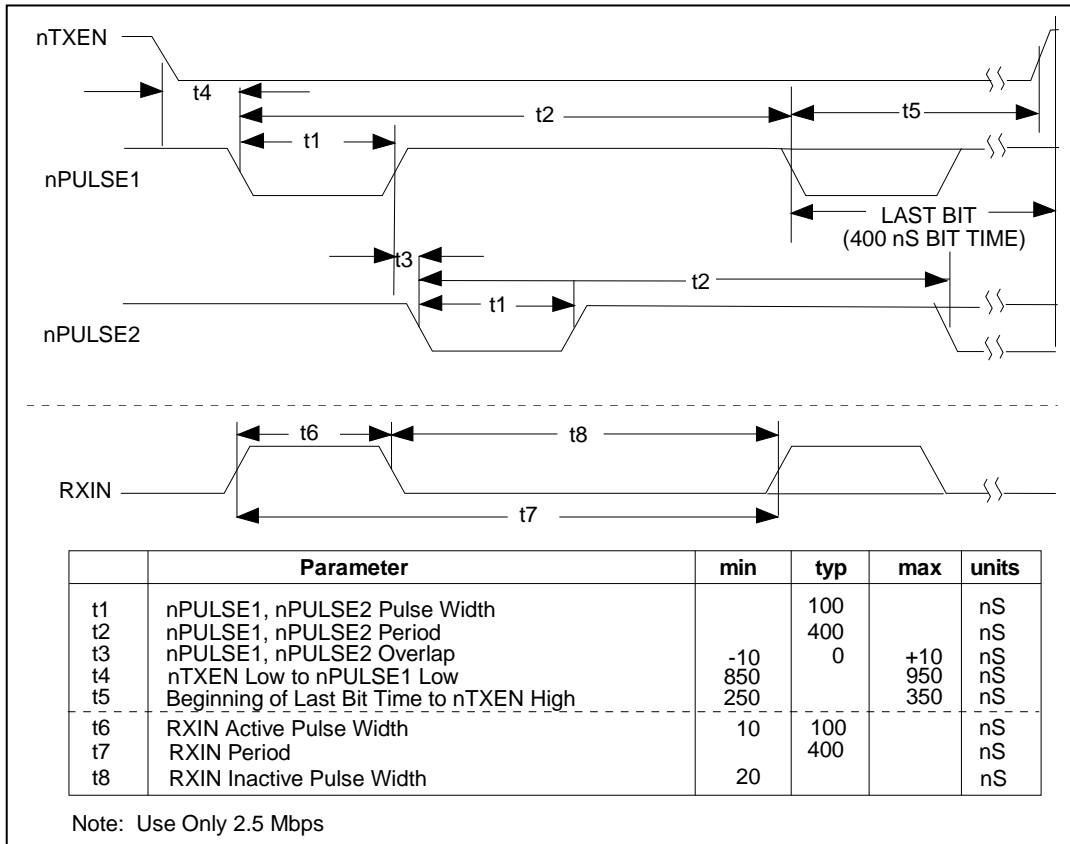 nTXEN
t4
t2
t5
t1
nPULSE1
LAST BIT
(400 nS BIT TIME)
t3
t2
t1
nPULSE2
t6
t8
RXIN
t7
Parameter min typ max units
t1 nPULSE1, nPULSE2 Pulse Width 100 nS
t2 nPULSE1, nPULSE2 Period 400 nS
t3 nPULSE1, nPULSE2 Overlap -10 0 +10 nS
t4 nTXEN Low to nPULSE1 Low 850 950 nS
t5 Beginning of Last Bit Time to nTXEN High 250 350 nS
t6 RXIN Active Pulse Width 10 100 nS
t7 RXIN Period 400 nS
t8 RXIN Inactive Pulse Width 20 nS
Note: Use Only 2.5 Mbps